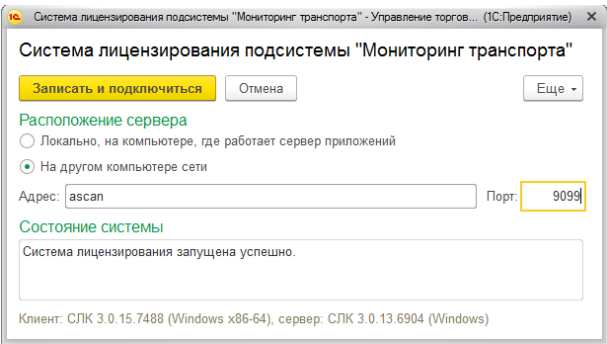 Система лицензирования подсистемы "Мониторинг транспорта" - Управление торгов... (1С:Предприятие)
Система лицензирования подсистемы "Мониторинг транспорта"
Записать и подключиться Отмена Еще
Расположение сервера
Локально, на компьютере, где работает сервер приложений
На другом компьютере сети
Адрес: ascan Порт: 9099
Состояние системы
Система лицензирования запущена успешно.
Клиент: СЛК 3.0.15.7488 (Windows x86-64), сервер: СЛК 3.0.13.6904 (Windows)